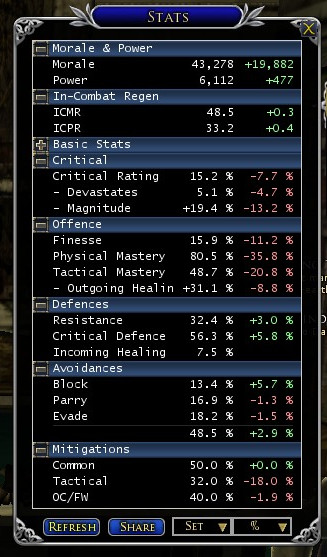 STATS
X
Morale & Power
Morale 43,278 +19,882
Power 6,112 +477
In-Combat Regen
ICMR 48.5 +0.3
ICPR 33.2 +0.4
Basic Stats
Critical
Critical Rating 15.2 % -7.7 %
- Devastates 5.1 % -4.7 %
- Magnitude +19.4 % -13.2 %
Offence
Finesse 15.9 % -11.2 %
Physical Mastery 80.5 % -35.8 %
Tactical Mastery 48.7 % -20.8 %
- Outgoing Healin +31.1 % -8.8 %
Defences
Resistance 32.4 % +3.0 %
Critical Defence 56.3 % +5.8 %
Incoming Healing 7.5 %
Avoidances
Block 13.4 % +5.7 %
Parry 16.9 % -1.3 %
Evade 18.2 % -1.5 %
48.5 % +2.9 %
Mitigations
Common 50.0 % +0.0 %
Tactical 32.0 % -18.0 %
OC/FW 40.0 % -1.9 %
REFRESH SHARE SET %